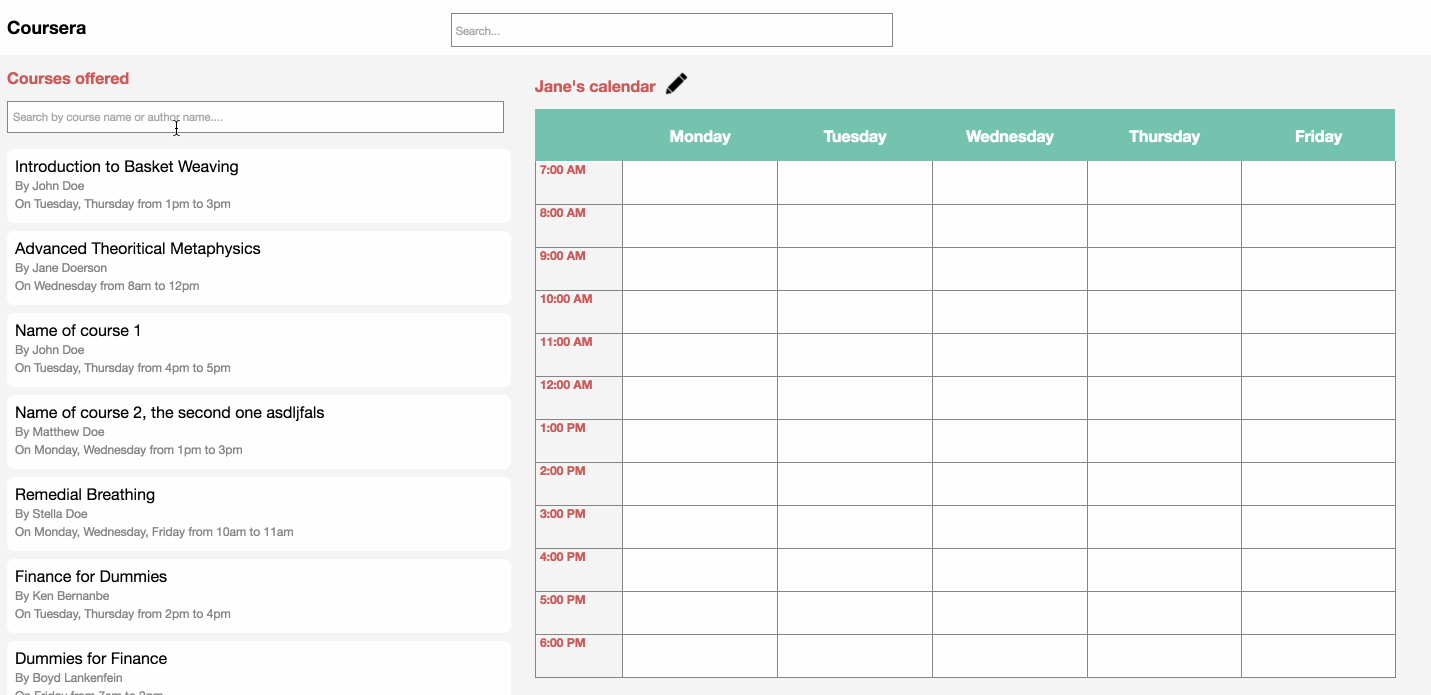 Coursera
Search...
Courses offered
Search by course name or author name....
Introduction to Basket Weaving
By John Doe
On Tuesday, Thursday from 1pm to 3pm
Advanced Theoritical Metaphysics
By Jane Doerson
On Wednesday from 8am to 12pm
Name of course 1
By John Doe
On Tuesday, Thursday from 4pm to 5pm
Name of course 2, the second one asdljfals
By Matthew Doe
On Monday, Wednesday from 1pm to 3pm
Remedial Breathing
By Stella Doe
On Monday, Wednesday, Friday from 10am to 11am
Finance for Dummies
By Ken Bernanbe
On Tuesday, Thursday from 2pm to 4pm
Dummies for Finance
By Boyd Lankenfein
On Friday from 7am to
Jane's calendar
Monday Tuesday Wednesday Thursday Friday
7:00 AM
8:00 AM
9:00 AM
10:00 AM
11:00 AM
12:00 AM
1:00 PM
2:00 PM
3:00 PM
4:00 PM
5:00 PM
6:00 PM